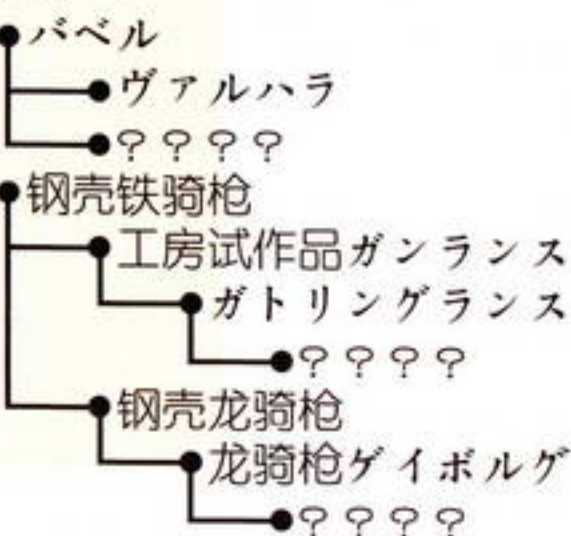 バベル
ヴァルハラ
????
钢壳铁骑枪
工房试作品ガンランス
ガトリングランス
????
钢壳龙骑枪
龙骑枪ゲイボルグ
????